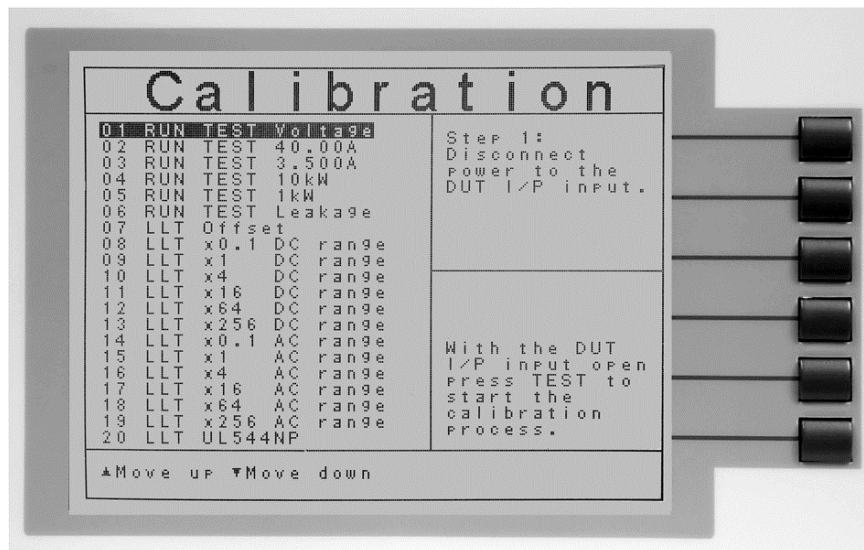 Calibration
01 RUN TEST Voltage
02 RUN TEST 40.00A
03 RUN TEST 3.500A
04 RUN TEST 10kW
05 RUN TEST 1kW
06 RUN TEST Leakage
07 LLT Offset
08 LLT x0.1 DC range
09 LLT x1 DC range
10 LLT x4 DC range
11 LLT x16 DC range
12 LLT x64 DC range
13 LLT x256 DC range
14 LLT x0.1 AC range
15 LLT x1 AC range
16 LLT x4 AC range
17 LLT x16 AC range
18 LLT x64 AC range
19 LLT x256 AC range
20 LLT UL544NP
Step 1:
Disconnect
power to the
DUT I/P input.
With the DUT
I/P input open
press TEST to
start the
calibration
process.
▲Move up ▼Move down